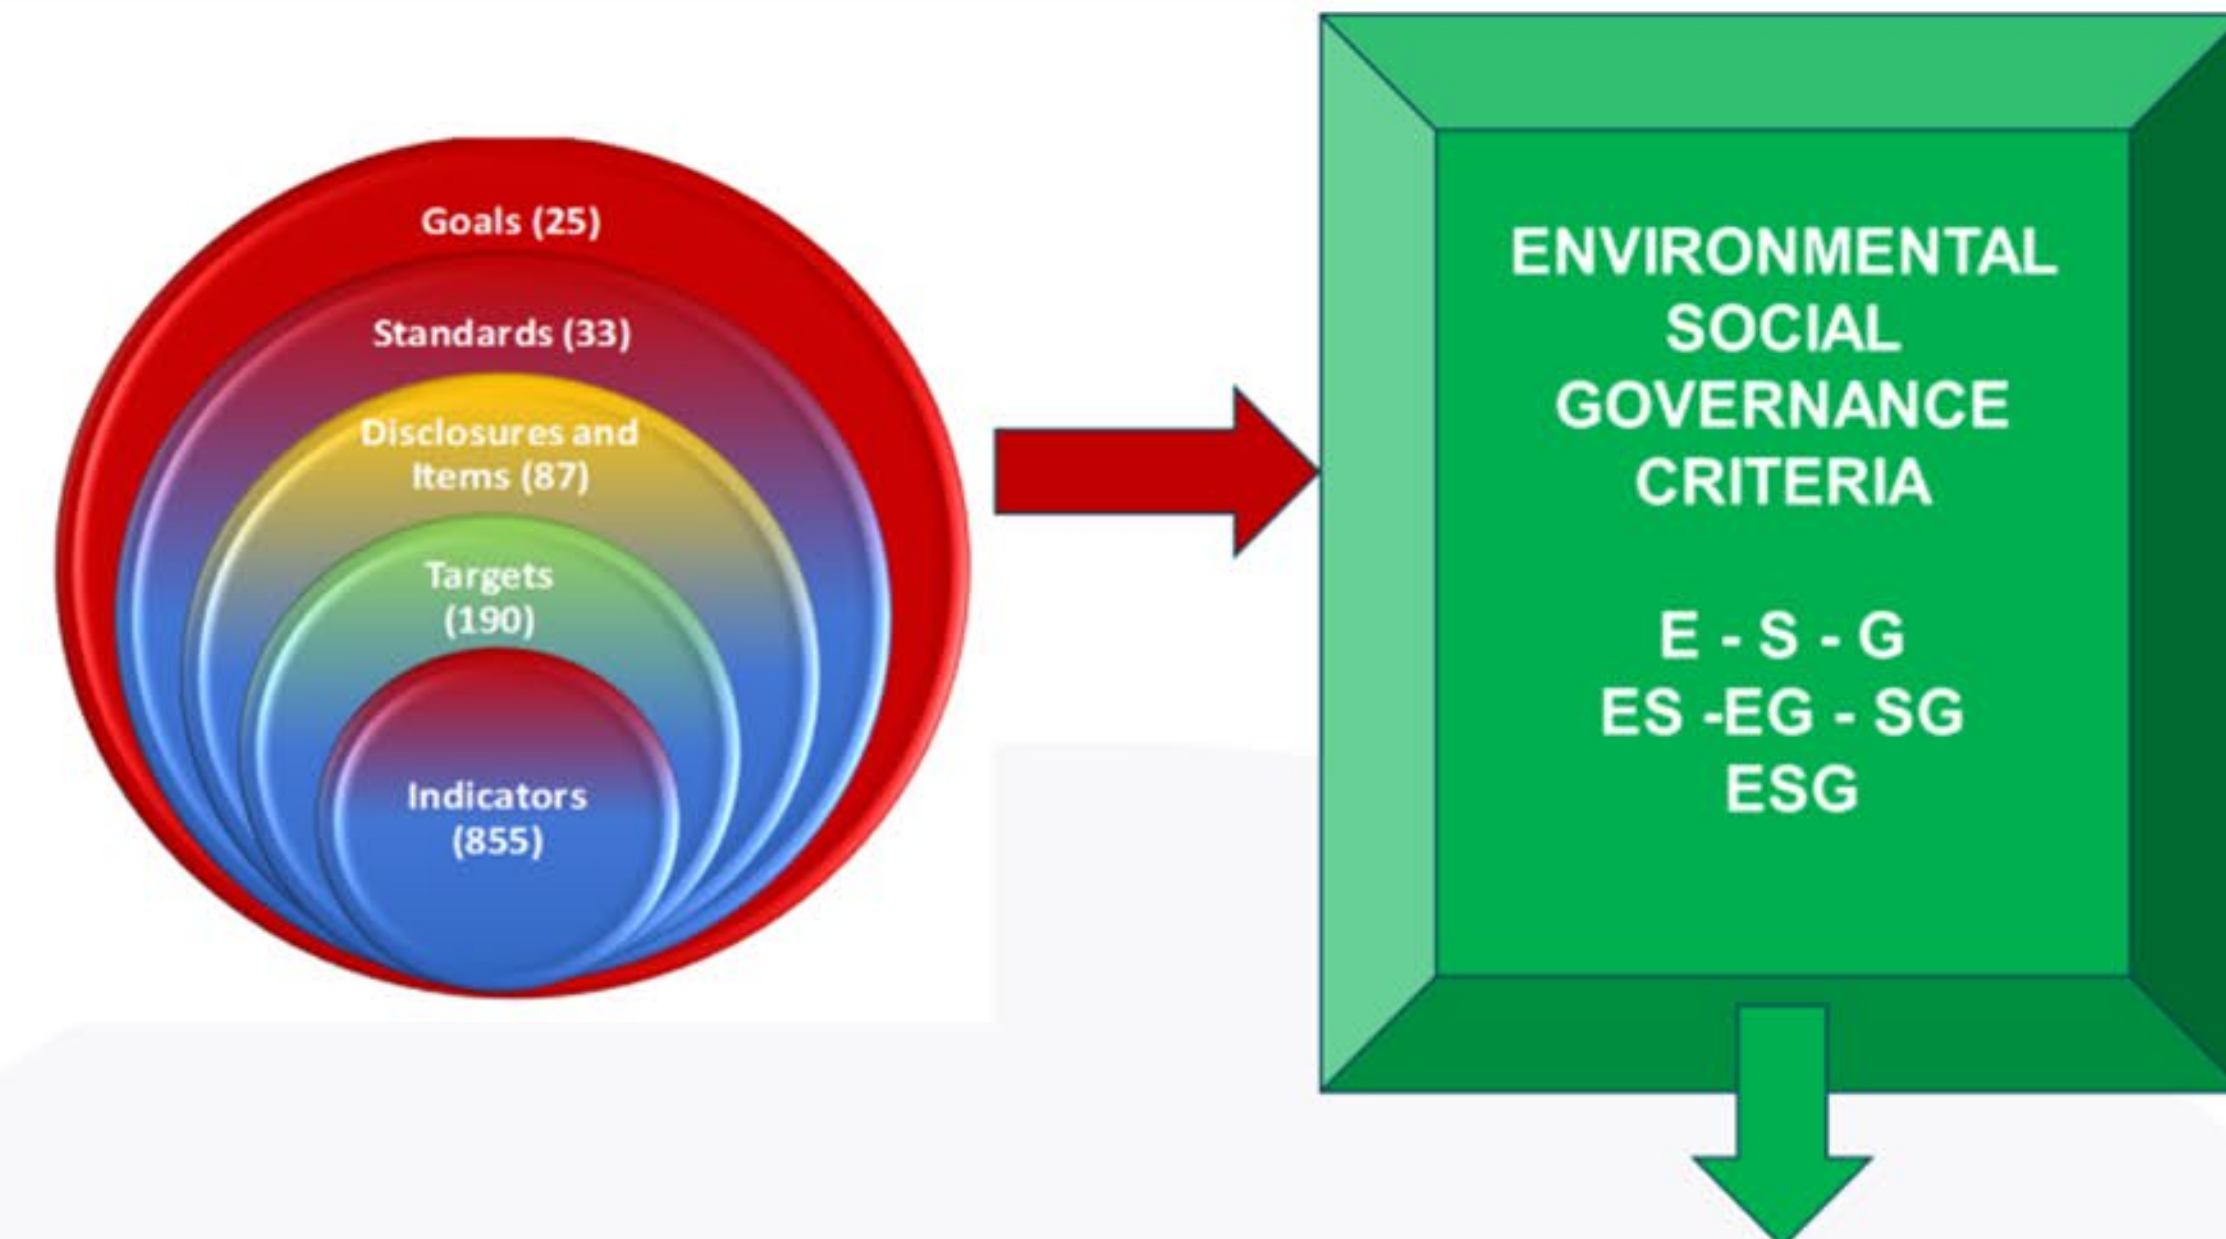 Goals (25)
Standards (33)
Disclosures and
Items (87)
Targets
(190)
Indicators
(855)
ENVIRONMENTAL
SOCIAL
GOVERNANCE
CRITERIA
E - S - G
ES -EG - SG
ESG